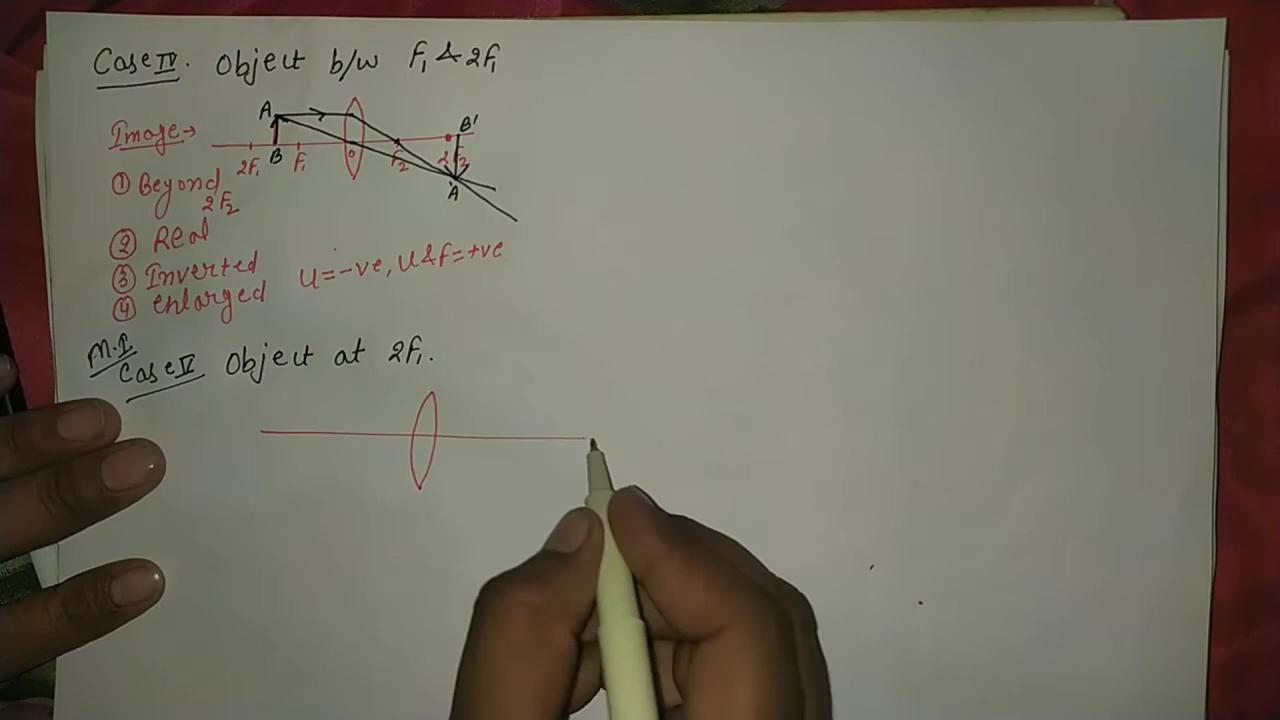 Case IV. Object b/w F₁ & 2F₁
A
B'
Image→
2F₁ B F₁ O F₂ 2F₂
A
① Beyond 2F₂
② Real
③ Inverted
④ enlarged
u=-ve, u&f=+ve
M.I
Case V Object at 2F₁.